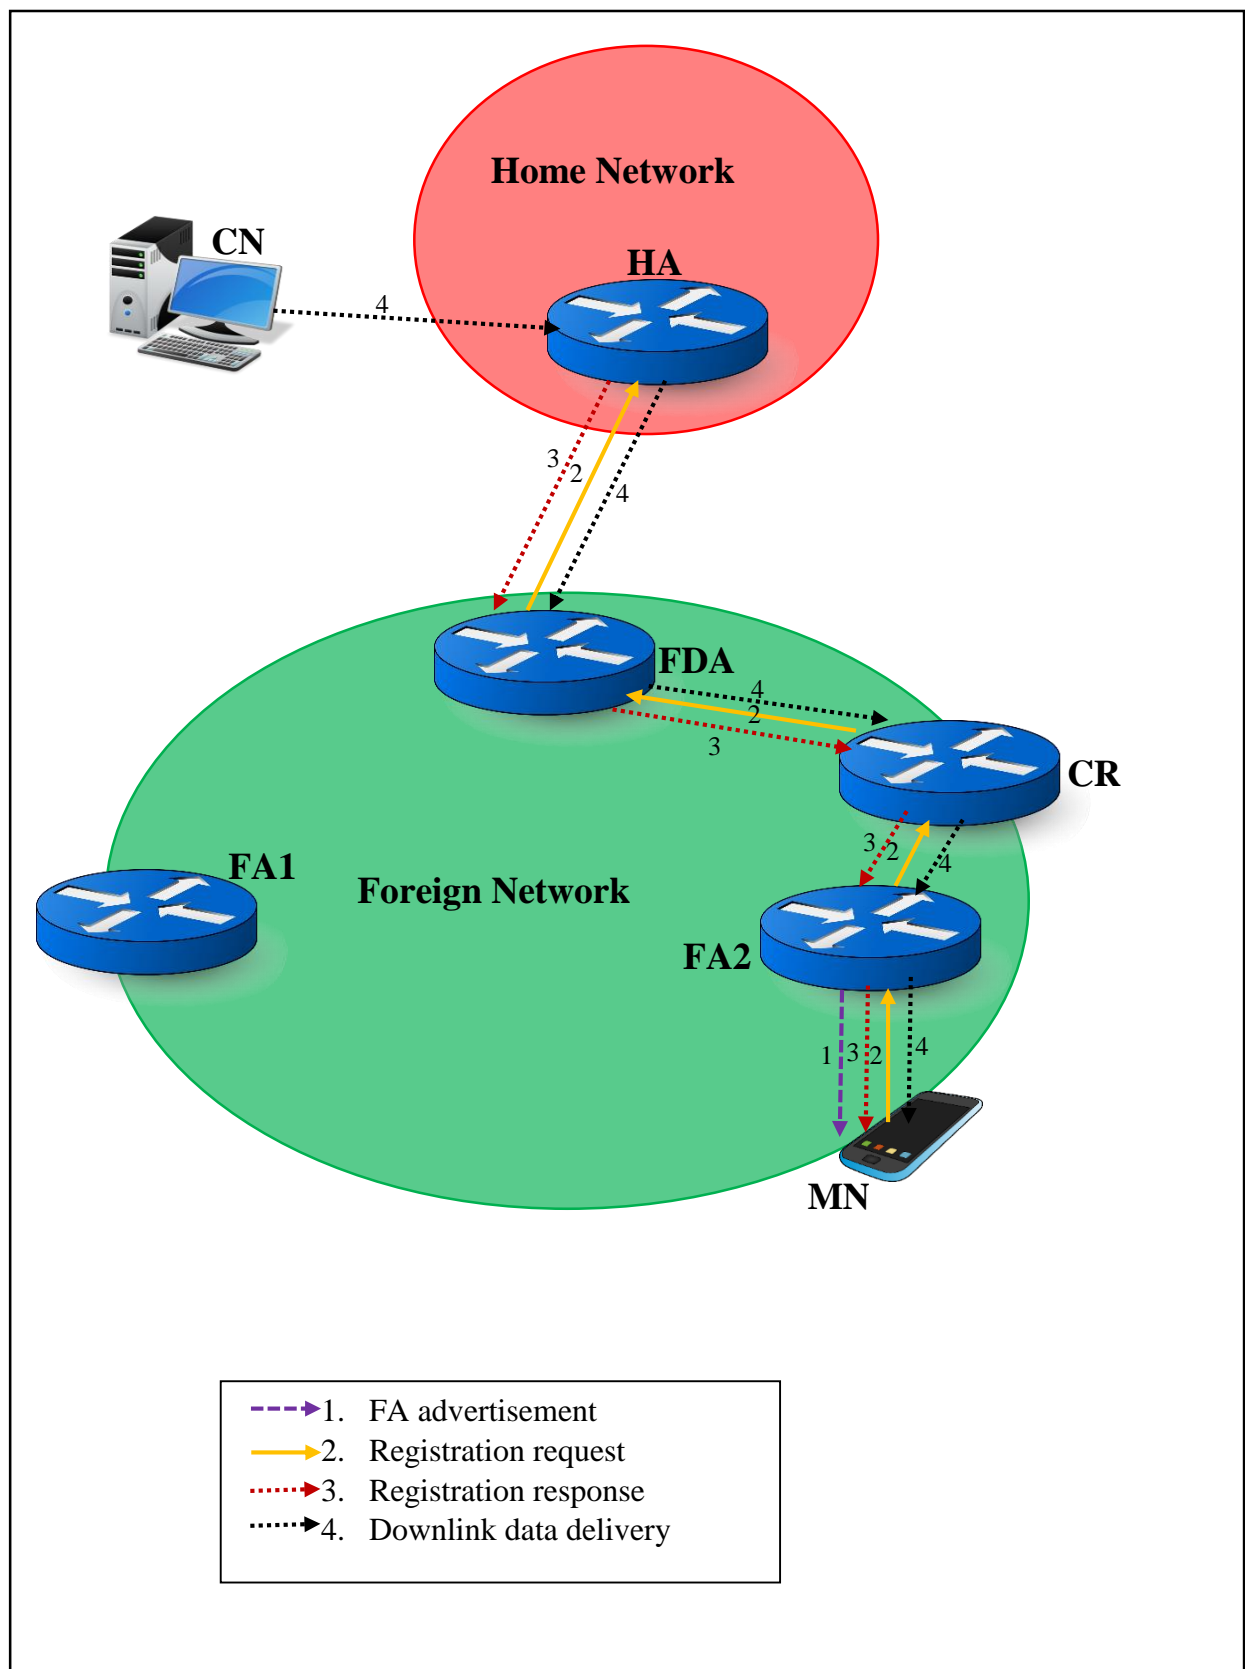 Home Network
CN
HA
4
3
2
4
FDA
4
2
3
CR
3
2
4
FA1
Foreign Network
FA2
1
3
2
4
MN
1. FA advertisement
2. Registration request
3. Registration response
4. Downlink data delivery